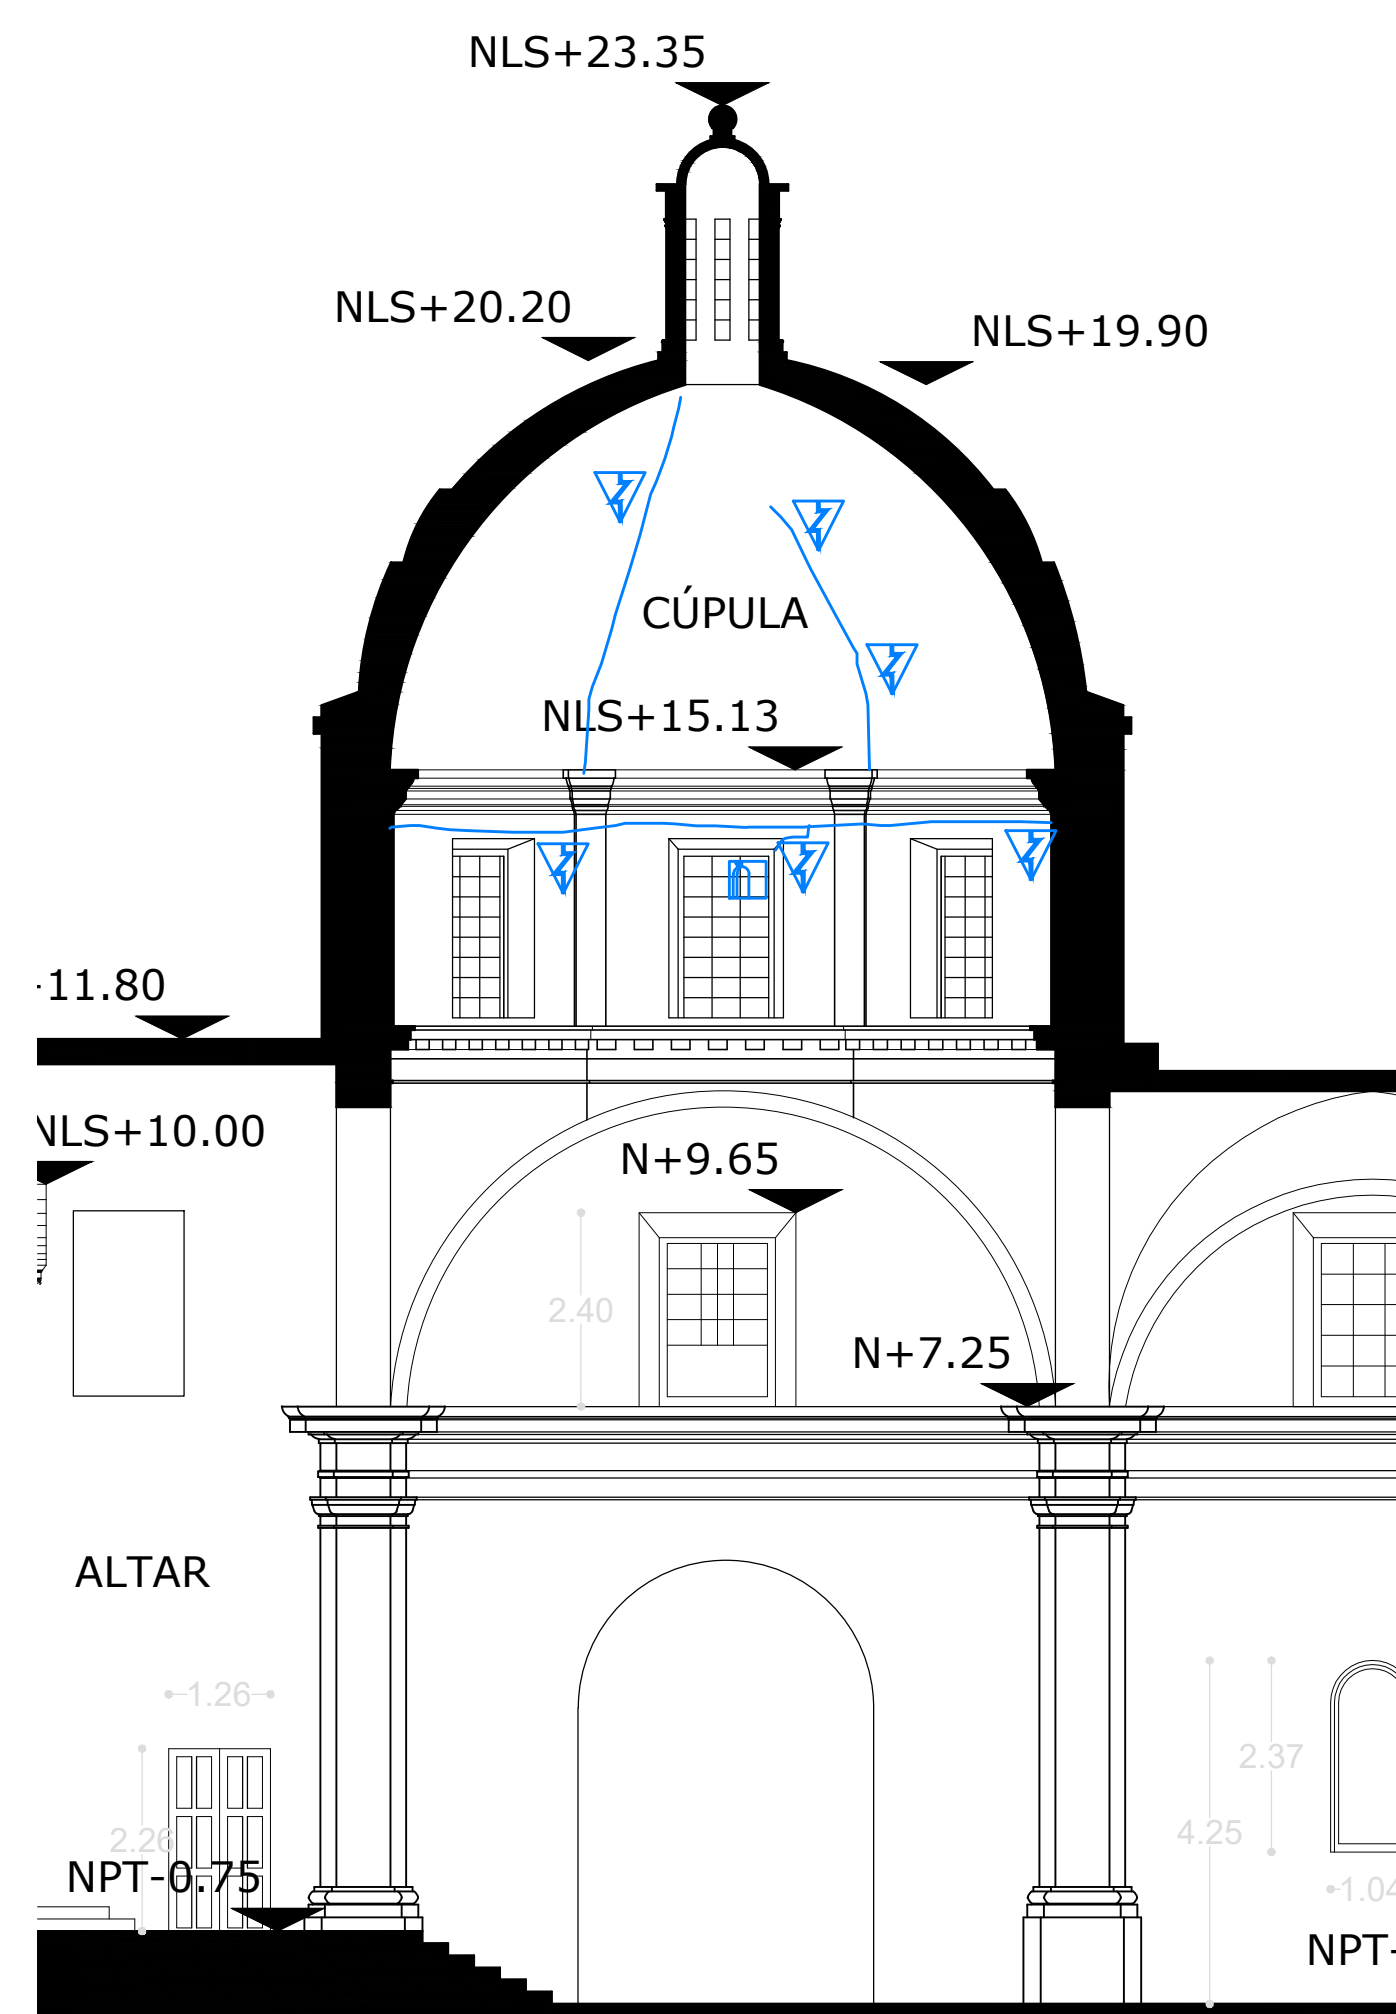 NLS+23.35
NLS+20.20
NLS+19.90
CÚPULA
NLS+15.13
-11.80
NLS+10.00
N+9.65
2.40
N+7.25
ALTAR
1.26
2.37
4.25
2.26
NPT-0.75
1.04
NPT-